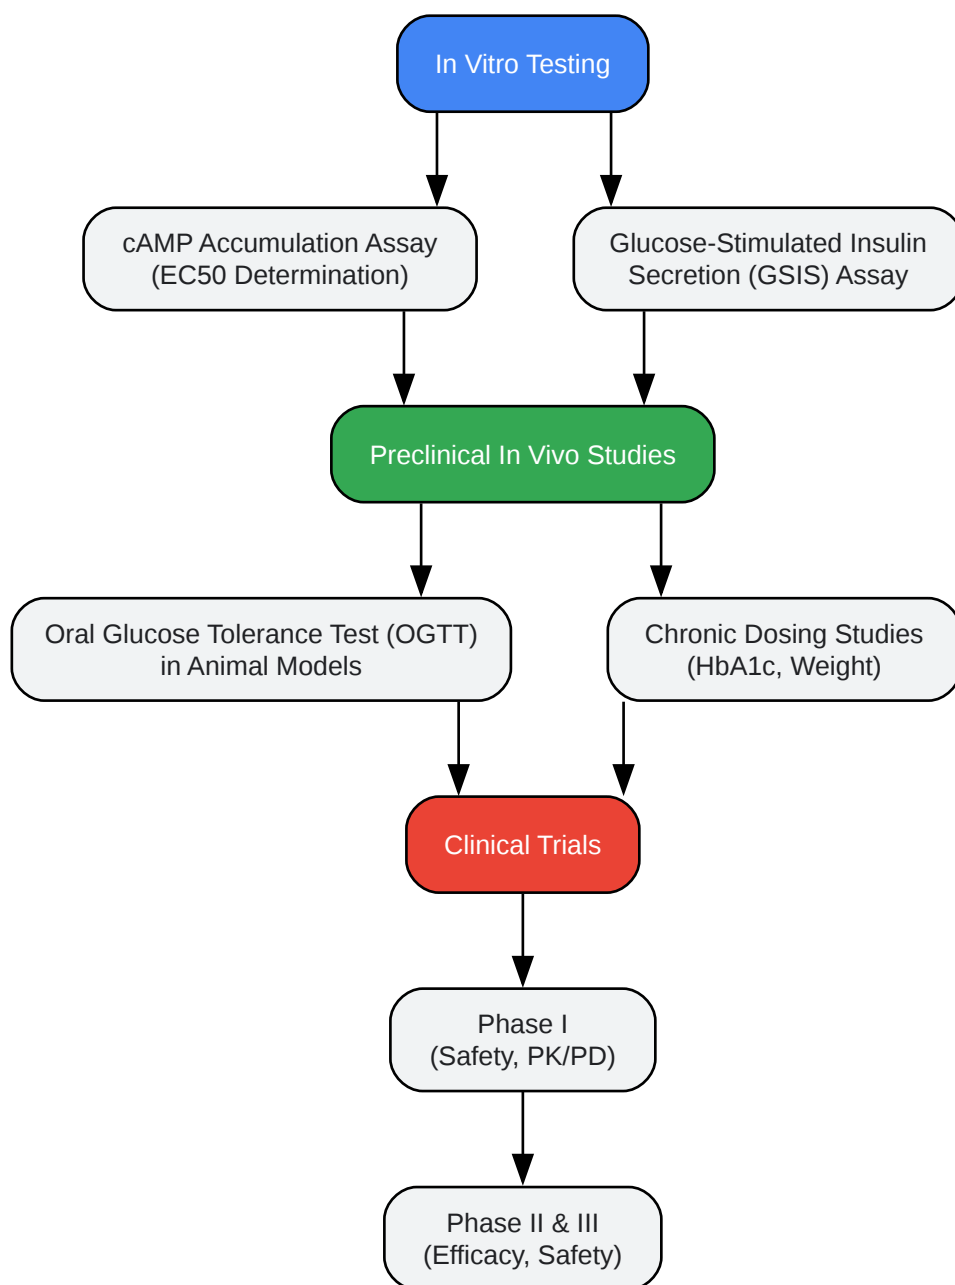 In Vitro Testing
cAMP Accumulation Assay
(EC50 Determination)
Glucose-Stimulated Insulin
Secretion (GSIS) Assay
Preclinical In Vivo Studies
Oral Glucose Tolerance Test (OGTT)
in Animal Models
Chronic Dosing Studies
(HbA1c, Weight)
Clinical Trials
Phase I
(Safety, PK/PD)
Phase II & III
(Efficacy, Safety)